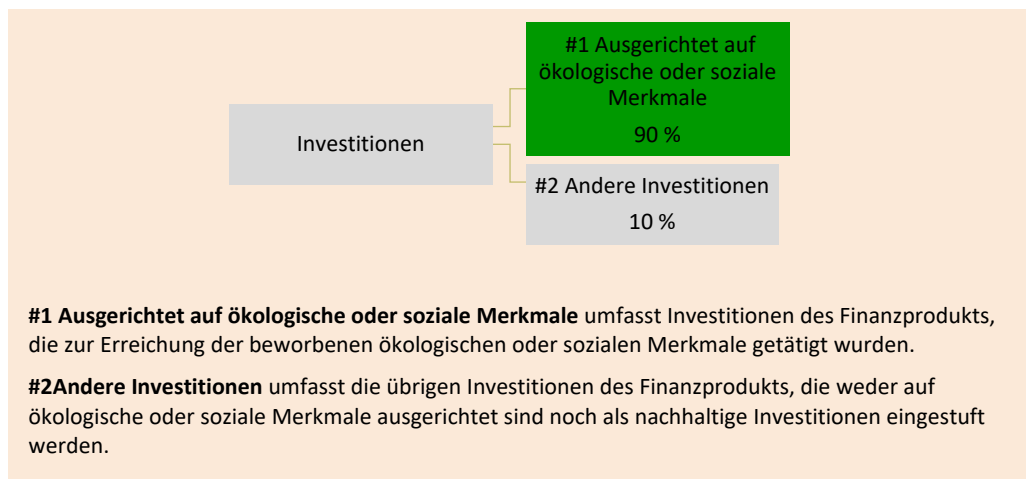 #1 Ausgerichtet auf
ökologische oder soziale
Merkmale
90 %
Investitionen
#2 Andere Investitionen
10 %
#1 Ausgerichtet auf ökologische oder soziale Merkmale umfasst Investitionen des Finanzprodukts,
die zur Erreichung der beworbenen ökologischen oder sozialen Merkmale getätigt wurden.
#2Andere Investitionen umfasst die übrigen Investitionen des Finanzprodukts, die weder auf
ökologische oder soziale Merkmale ausgerichtet sind noch als nachhaltige Investitionen eingestuft
werden.